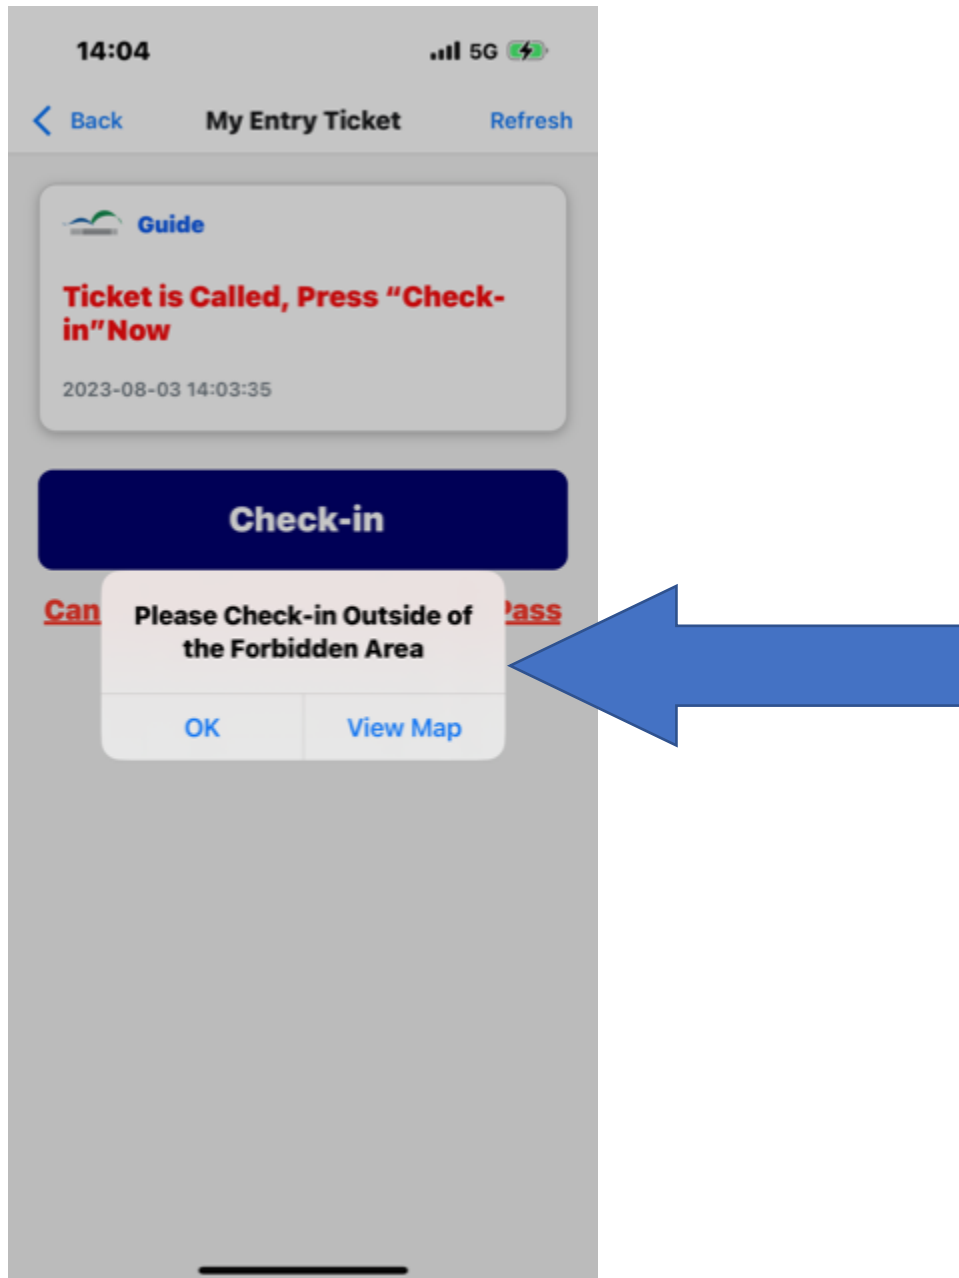 14:04
5G
Back
My Entry Ticket
Refresh
Guide
Ticket is Called, Press “Check-
in”Now
2023-08-03 14:03:35
Check-in
Please Check-in Outside of
the Forbidden Area
OK
View Map